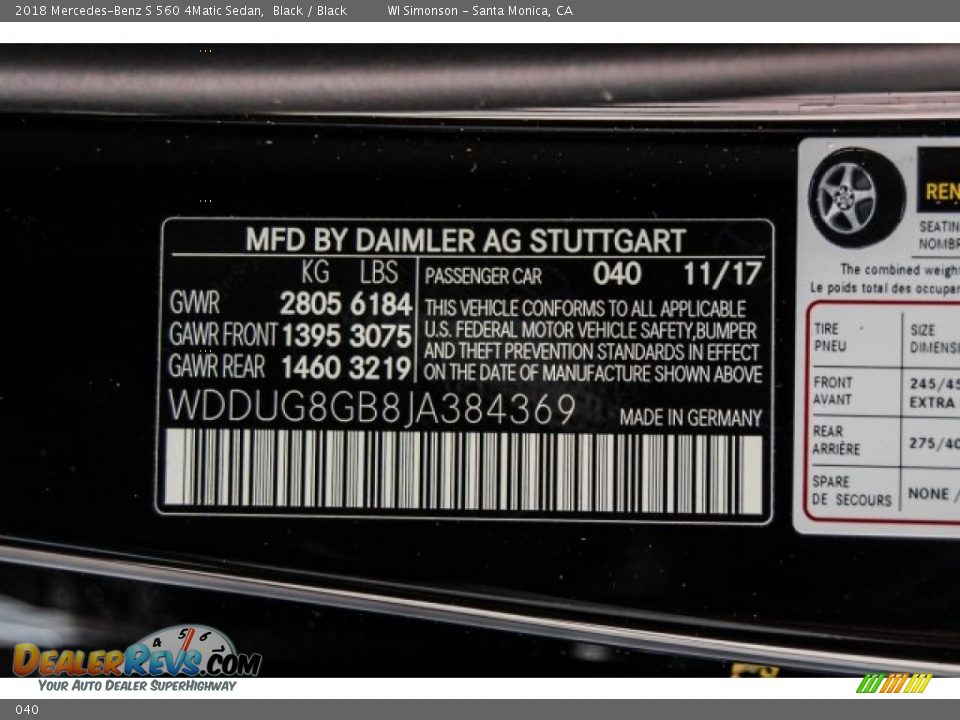 2018 Mercedes-Benz S 560 4Matic Sedan, Black / Black WI Simonson - Santa Monica, CA
MFD BY DAIMLER AG STUTTGART
KG LBS
GVWR 2805 6184
GAWR FRONT 1395 3075
GAWR REAR 1460 3219
PASSENGER CAR 040 11/17
THIS VEHICLE CONFORMS TO ALL APPLICABLE
U.S. FEDERAL MOTOR VEHICLE SAFETY,BUMPER
AND THEFT PREVENTION STANDARDS IN EFFECT
ON THE DATE OF MANUFACTURE SHOWN ABOVE
WDDUG8GB8JA384369 MADE IN GERMANY
SEATIN
NOMBR
The combined weight
Le poids total des occupan
TIRE SIZE
PNEU DIMENSI
FRONT 245/45
AVANT EXTRA
REAR 275/40
ARRIÈRE
SPARE NONE /
DE SECOURS
4 5 6
DEALERREVS.COM
YOUR AUTO DEALER SUPERHIGHWAY
040